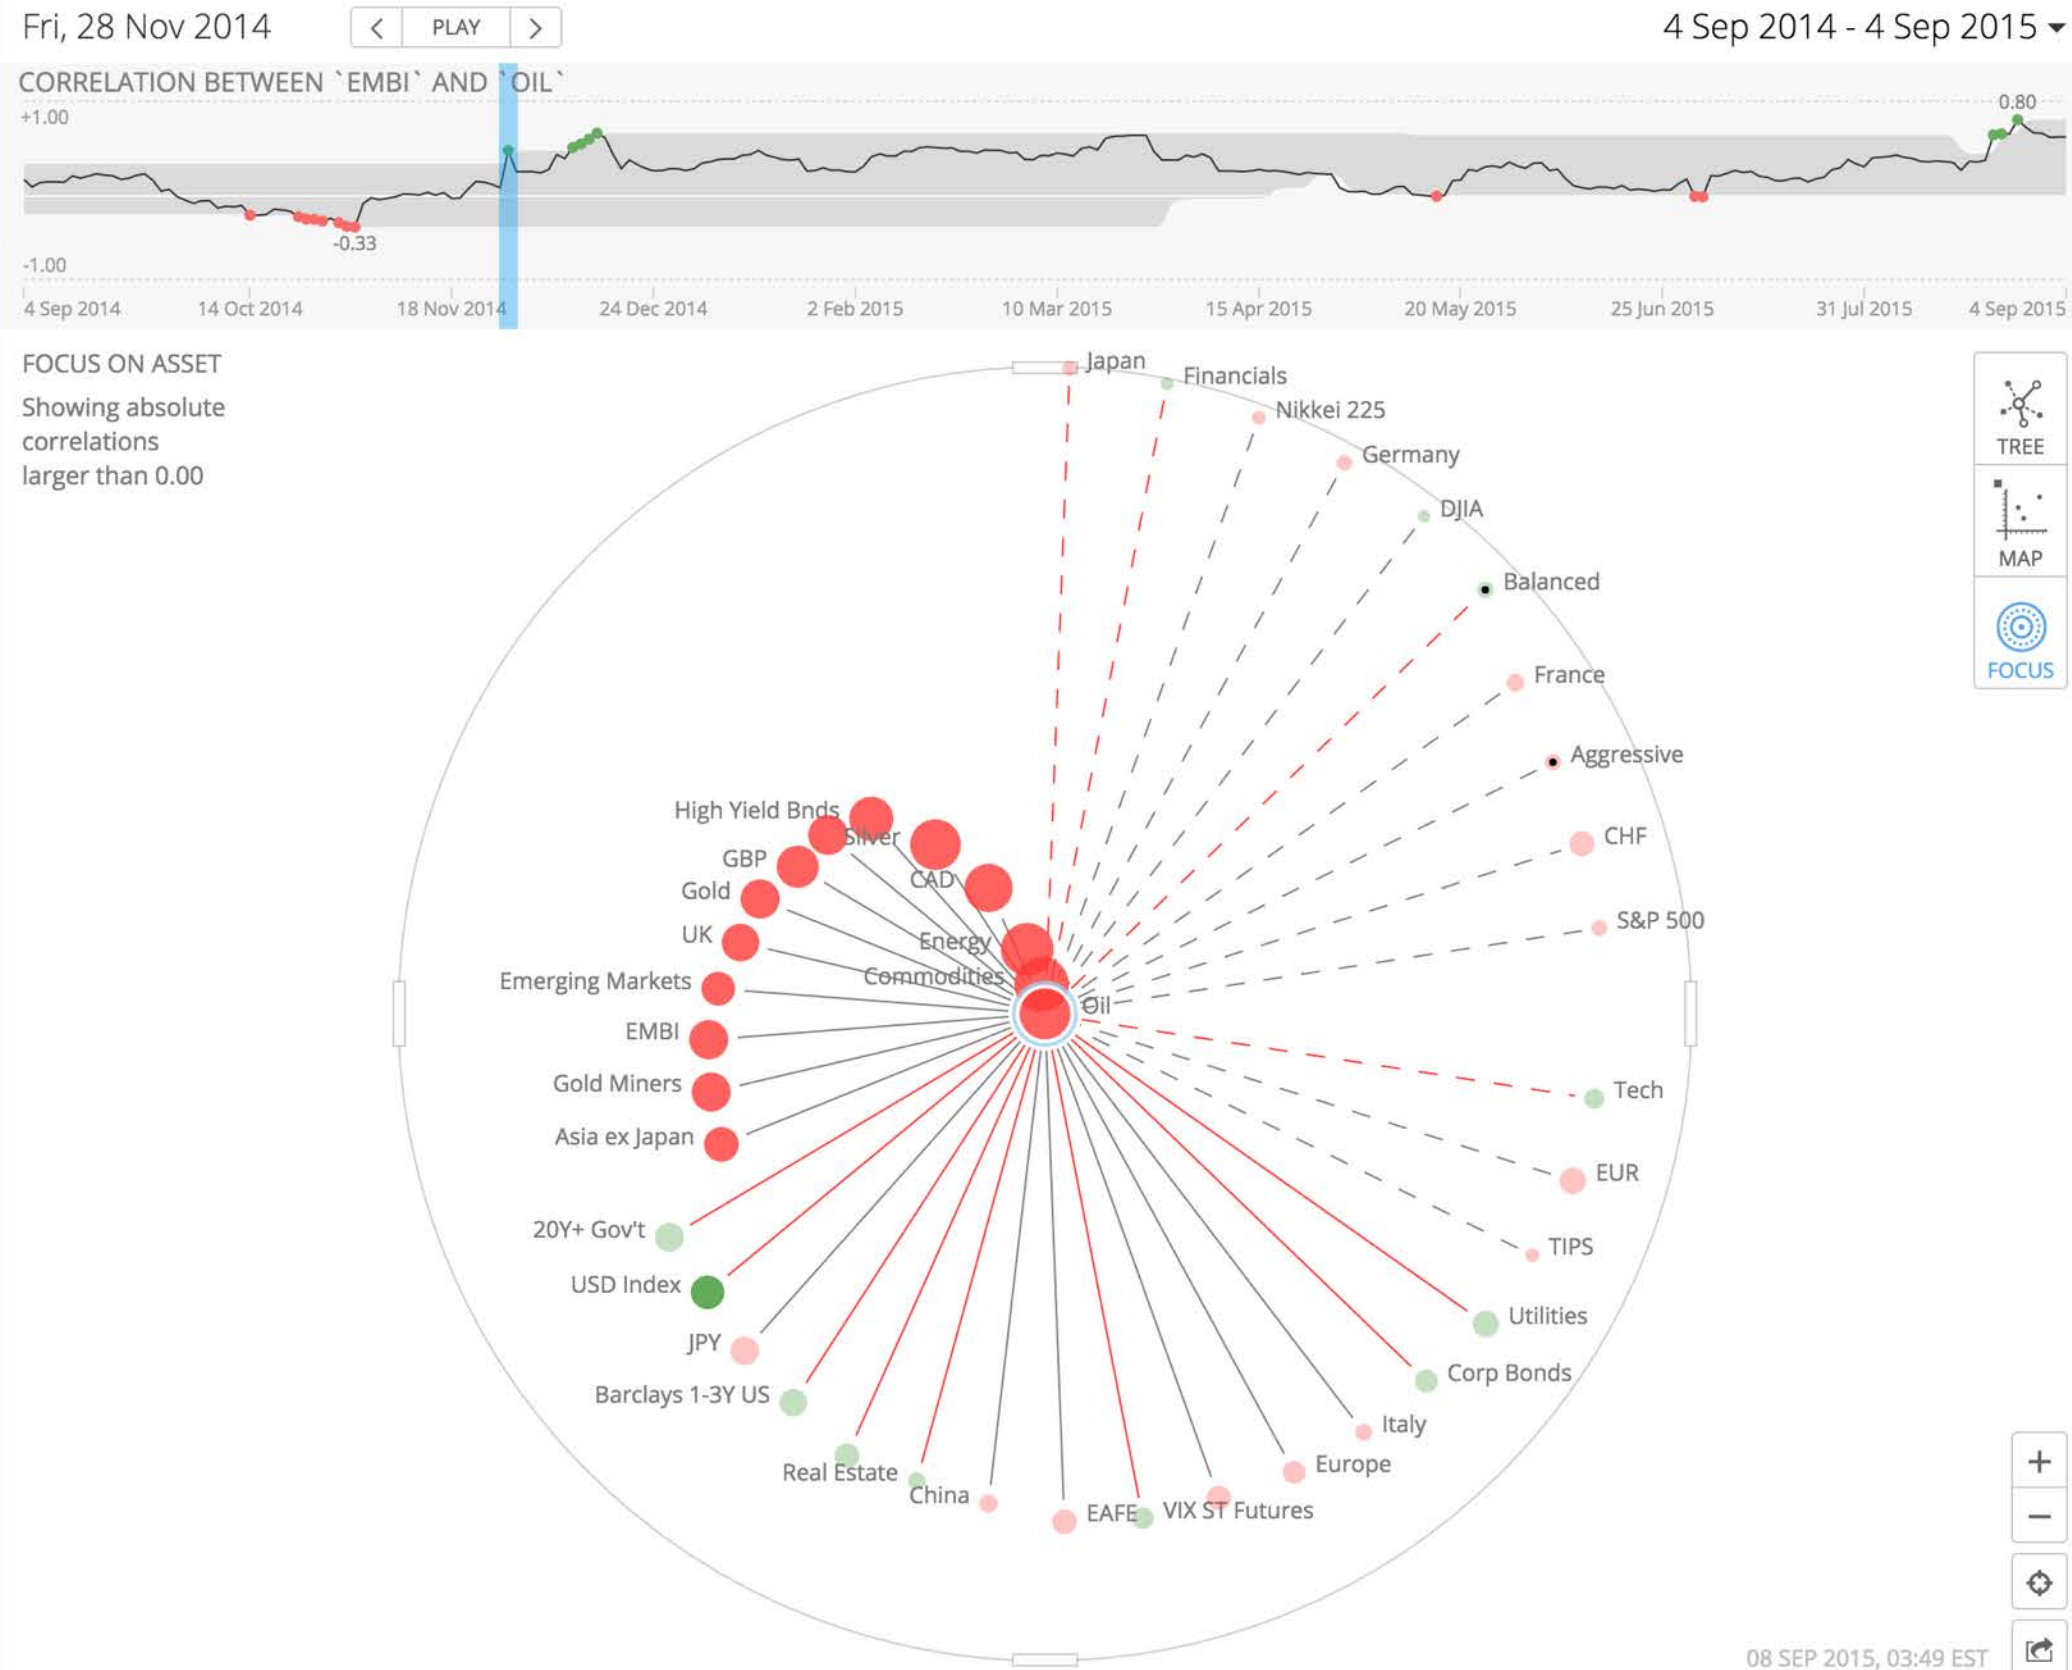 Fri, 28 Nov 2014
PLAY
4 Sep 2014 - 4 Sep 2015
CORRELATION BETWEEN `EMBI` AND `OIL`
+1.00
0.80
-0.33
-1.00
4 Sep 2014
14 Oct 2014
18 Nov 2014
24 Dec 2014
2 Feb 2015
10 Mar 2015
15 Apr 2015
20 May 2015
25 Jun 2015
31 Jul 2015
4 Sep 2015
FOCUS ON ASSET
Showing absolute
correlations
larger than 0.00
TREE
MAP
FOCUS
Japan
Financials
Nikkei 225
Germany
DJIA
Balanced
France
Aggressive
CHF
S&P 500
High Yield Bnds
Silver
GBP
CAD
Gold
UK
Energy
Commodities
Emerging Markets
Oil
EMBI
Gold Miners
Tech
Asia ex Japan
EUR
20Y+ Gov't
TIPS
USD Index
Utilities
JPY
Corp Bonds
Barclays 1-3Y US
Italy
Europe
Real Estate
China
EAFE
VIX ST Futures
08 SEP 2015, 03:49 EST